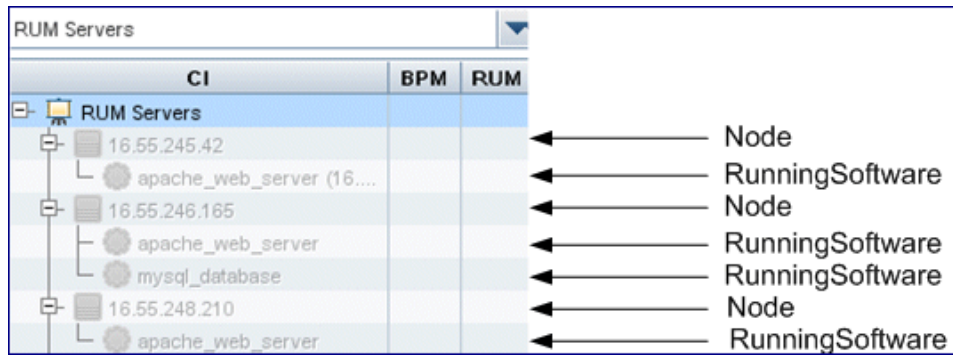 RUM Servers
CI BPM RUM
RUM Servers
16.55.245.42 Node
apache_web_server (16.... RunningSoftware
16.55.246.165 Node
apache_web_server RunningSoftware
mysql_database RunningSoftware
16.55.248.210 Node
apache_web_server RunningSoftware